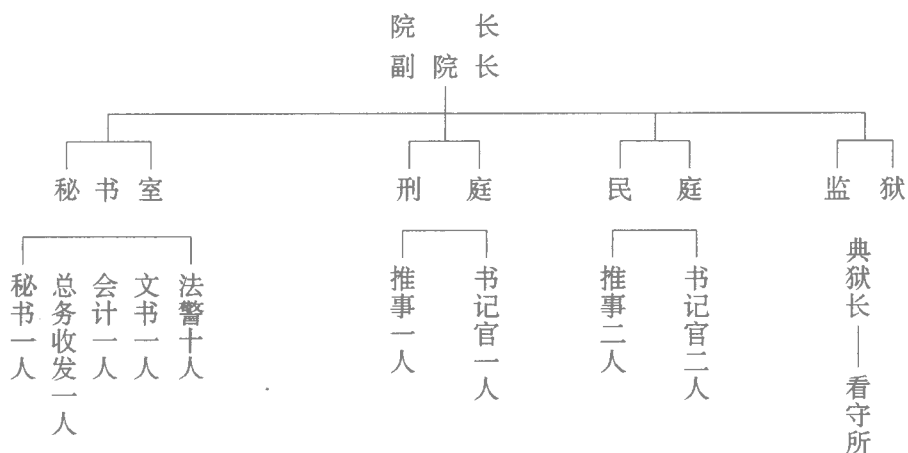 院长
副院长
秘书室
刑庭
民庭
监狱
秘书一人
总务收发一人
会计一人
文书一人
法警十人
推事一人
书记官一人
推事二人
书记官二人
典狱长——看守所